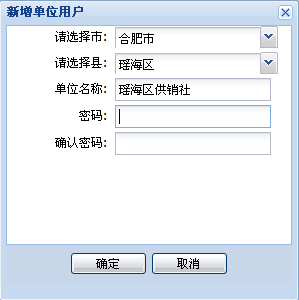 新增单位用户
请选择市: 合肥市
请选择县: 瑶海区
单位名称: 瑶海区供销社
密码:
确认密码:
确定 取消